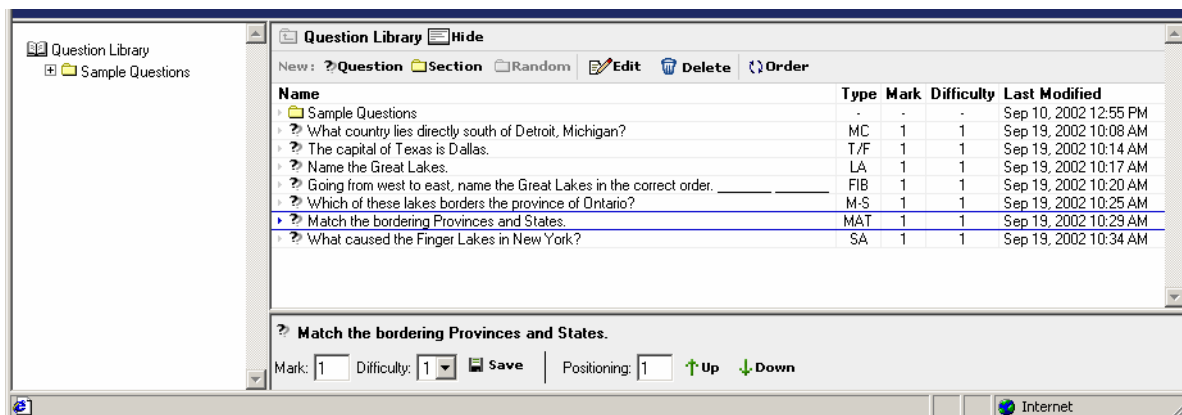 Question Library
Sample Questions
Question Library Hide
New: Question Section Random Edit Delete Order
Name Type Mark Difficulty Last Modified
Sample Questions - - - Sep 10, 2002 12:55 PM
What country lies directly south of Detroit, Michigan? MC 1 1 Sep 19, 2002 10:08 AM
The capital of Texas is Dallas. T/F 1 1 Sep 19, 2002 10:14 AM
Name the Great Lakes. LA 1 1 Sep 19, 2002 10:17 AM
Going from west to east, name the Great Lakes in the correct order. ________ ________ FIB 1 1 Sep 19, 2002 10:20 AM
Which of these lakes borders the province of Ontario? M-S 1 1 Sep 19, 2002 10:25 AM
Match the bordering Provinces and States. MAT 1 1 Sep 19, 2002 10:29 AM
What caused the Finger Lakes in New York? SA 1 1 Sep 19, 2002 10:34 AM
Match the bordering Provinces and States.
Mark: 1 Difficulty: 1 Save Positioning: 1 Up Down
Internet